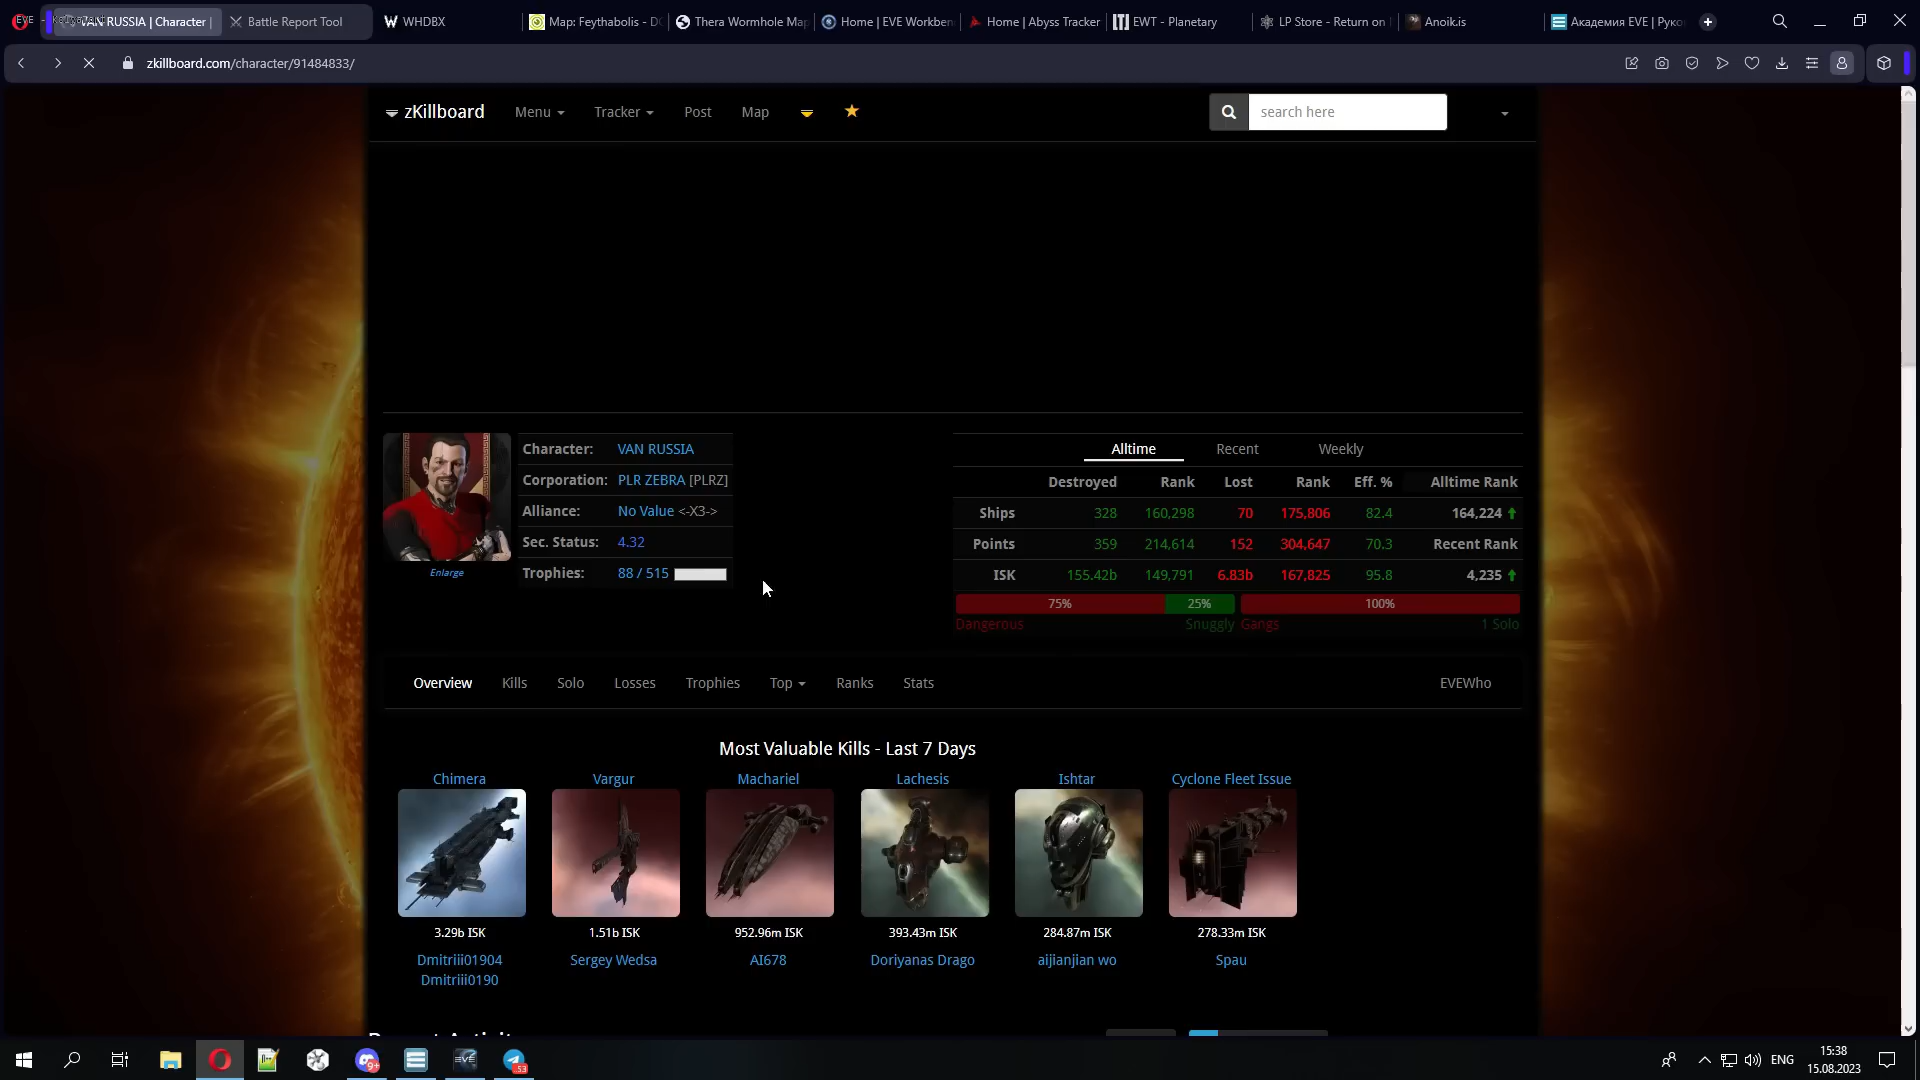 VAN RUSSIA | Character |
Battle Report Tool
WHDBX
Map: Feythabolis - DO
Thera Wormhole Map
Home | EVE Workben
Home | Abyss Tracker
EWT - Planetary
LP Store - Return on I
Anoik.is
Академия EVE | Руко
zkillboard.com/character/91484833/
zKillboard
Menu
Tracker
Post
Map
search here
Character: VAN RUSSIA
Corporation: PLR ZEBRA [PLRZ]
Alliance: No Value <-X3->
Sec. Status: 4.32
Trophies: 88 / 515
Enlarge
Alltime Recent Weekly
Destroyed Rank Lost Rank Eff. % Alltime Rank
Ships 328 160,298 70 175,806 82.4 164,224
Points 359 214,614 152 304,647 70.3 Recent Rank
ISK 155.42b 149,791 6.83b 167,825 95.8 4,235
75% 25% 100%
Dangerous Snuggly Gangs 1 Solo
Overview Kills Solo Losses Trophies Top Ranks Stats EVEWho
Most Valuable Kills - Last 7 Days
Chimera Vargur Machariel Lachesis Ishtar Cyclone Fleet Issue
3.29b ISK 1.51b ISK 952.96m ISK 393.43m ISK 284.87m ISK 278.33m ISK
Dmitriii01904 Sergey Wedsa AI678 Doriyanas Drago aijianjian wo Spau
Dmitriii0190
9+
EVE
53
ENG
15:38
15.08.2023